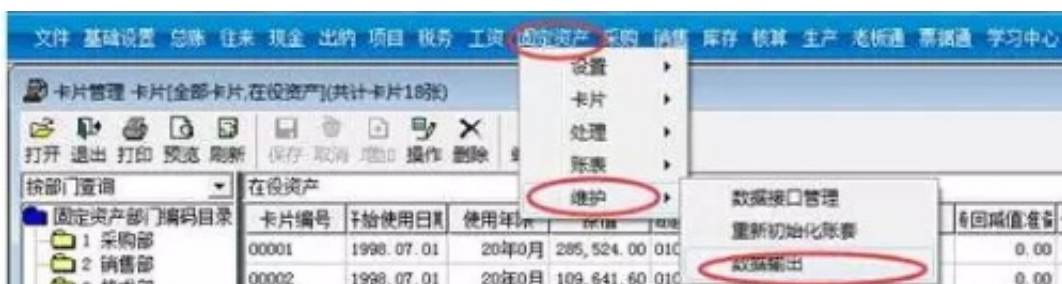 文件 基础设置 总账 往来 现金 出纳 项目 税务 工资 固定资产 采购 销售 库存 核算 生产 老板通 票据通 学习中心
设置
卡片管理 卡片[全部卡片,在役资产](共计卡片18张)
卡片
打开 退出 打印 预览 刷新 保存 取消 增加 操作 删除
处理
账表
按部门查询 在役资产
维护
数据接口管理
固定资产部门编码目录 卡片编号 开始使用日期 使用年限 原值
重新初始化账套
1 采购部 00001 1998.07.01 20年0月 285,524.00 01C 0.00
2 销售部
数据输出
00002 1998.07.01 20年0月 109,641.60 010 0.00